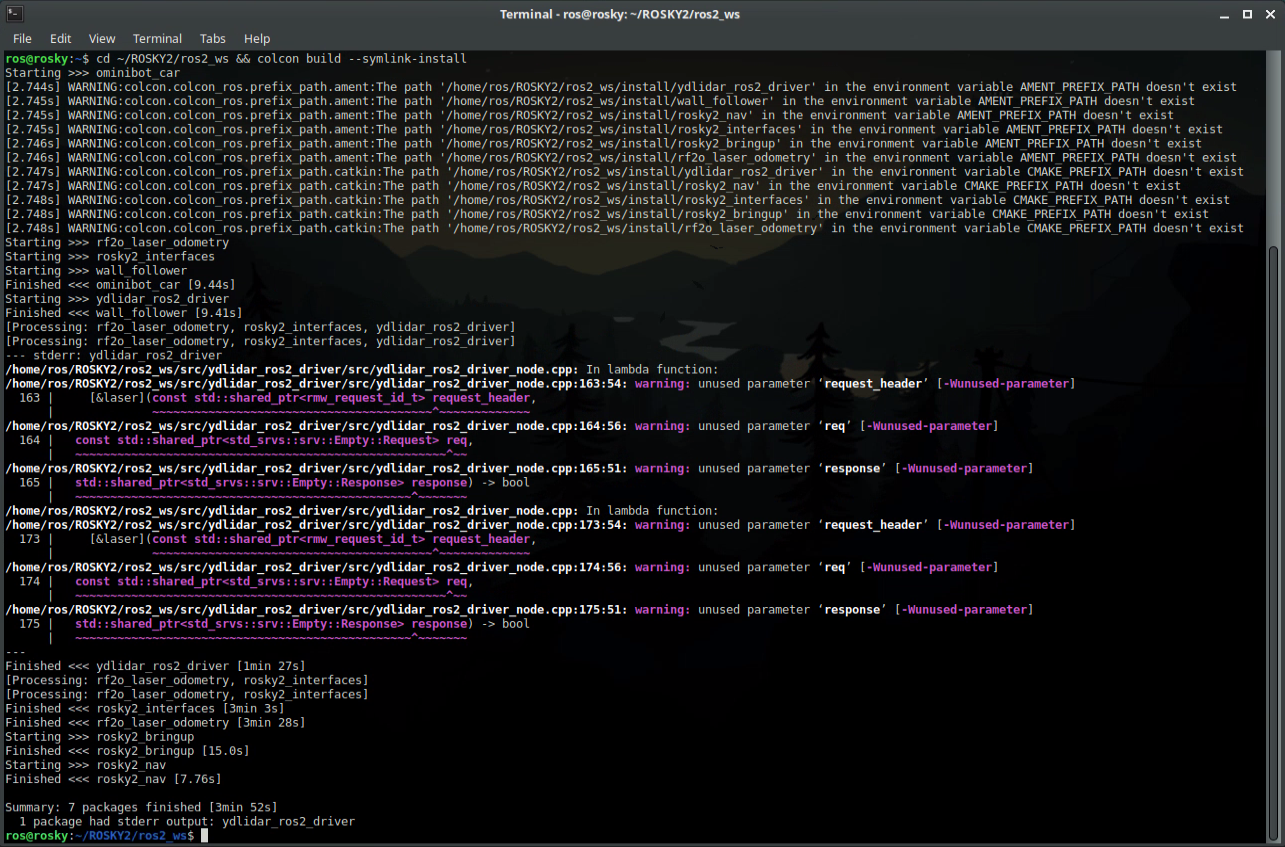 Terminal - ros@rosky: ~/ROSKY2/ros2_ws
File Edit View Terminal Tabs Help
ros@rosky:~$ cd ~/ROSKY2/ros2_ws && colcon build --symlink-install
Starting >>> ominibot_car
[2.744s] WARNING:colcon.colcon_ros.prefix_path.ament:The path '/home/ros/ROSKY2/ros2_ws/install/ydlidar_ros2_driver' in the environment variable AMENT_PREFIX_PATH doesn't exist
[2.745s] WARNING:colcon.colcon_ros.prefix_path.ament:The path '/home/ros/ROSKY2/ros2_ws/install/wall_follower' in the environment variable AMENT_PREFIX_PATH doesn't exist
[2.745s] WARNING:colcon.colcon_ros.prefix_path.ament:The path '/home/ros/ROSKY2/ros2_ws/install/rosky2_nav' in the environment variable AMENT_PREFIX_PATH doesn't exist
[2.745s] WARNING:colcon.colcon_ros.prefix_path.ament:The path '/home/ros/ROSKY2/ros2_ws/install/rosky2_interfaces' in the environment variable AMENT_PREFIX_PATH doesn't exist
[2.746s] WARNING:colcon.colcon_ros.prefix_path.ament:The path '/home/ros/ROSKY2/ros2_ws/install/rosky2_bringup' in the environment variable AMENT_PREFIX_PATH doesn't exist
[2.746s] WARNING:colcon.colcon_ros.prefix_path.ament:The path '/home/ros/ROSKY2/ros2_ws/install/rf2o_laser_odometry' in the environment variable AMENT_PREFIX_PATH doesn't exist
[2.747s] WARNING:colcon.colcon_ros.prefix_path.catkin:The path '/home/ros/ROSKY2/ros2_ws/install/ydlidar_ros2_driver' in the environment variable CMAKE_PREFIX_PATH doesn't exist
[2.747s] WARNING:colcon.colcon_ros.prefix_path.catkin:The path '/home/ros/ROSKY2/ros2_ws/install/rosky2_nav' in the environment variable CMAKE_PREFIX_PATH doesn't exist
[2.748s] WARNING:colcon.colcon_ros.prefix_path.catkin:The path '/home/ros/ROSKY2/ros2_ws/install/rosky2_interfaces' in the environment variable CMAKE_PREFIX_PATH doesn't exist
[2.748s] WARNING:colcon.colcon_ros.prefix_path.catkin:The path '/home/ros/ROSKY2/ros2_ws/install/rosky2_bringup' in the environment variable CMAKE_PREFIX_PATH doesn't exist
[2.748s] WARNING:colcon.colcon_ros.prefix_path.catkin:The path '/home/ros/ROSKY2/ros2_ws/install/rf2o_laser_odometry' in the environment variable CMAKE_PREFIX_PATH doesn't exist
Starting >>> rf2o_laser_odometry
Starting >>> rosky2_interfaces
Starting >>> wall_follower
Finished <<< ominibot_car [9.44s]
Starting >>> ydlidar_ros2_driver
Finished <<< wall_follower [9.41s]
[Processing: rf2o_laser_odometry, rosky2_interfaces, ydlidar_ros2_driver]
[Processing: rf2o_laser_odometry, rosky2_interfaces, ydlidar_ros2_driver]
--- stderr: ydlidar_ros2_driver
/home/ros/ROSKY2/ros2_ws/src/ydlidar_ros2_driver/src/ydlidar_ros2_driver_node.cpp: In lambda function:
/home/ros/ROSKY2/ros2_ws/src/ydlidar_ros2_driver/src/ydlidar_ros2_driver_node.cpp:163:54: warning: unused parameter ‘request_header’ [-Wunused-parameter]
  163 |     [&laser](const std::shared_ptr<rmw_request_id_t> request_header,
      |              ~~~~~~~~~~~~~~~~~~~~~~~~~~~~~~~~~~~~~~~~^~~~~~~~~~~~~~
/home/ros/ROSKY2/ros2_ws/src/ydlidar_ros2_driver/src/ydlidar_ros2_driver_node.cpp:164:56: warning: unused parameter ‘req’ [-Wunused-parameter]
  164 |   const std::shared_ptr<std_srvs::srv::Empty::Request> req,
      |   ~~~~~~~~~~~~~~~~~~~~~~~~~~~~~~~~~~~~~~~~~~~~~~~~~~~~~^~~
/home/ros/ROSKY2/ros2_ws/src/ydlidar_ros2_driver/src/ydlidar_ros2_driver_node.cpp:165:51: warning: unused parameter ‘response’ [-Wunused-parameter]
  165 |   std::shared_ptr<std_srvs::srv::Empty::Response> response) -> bool
      |   ~~~~~~~~~~~~~~~~~~~~~~~~~~~~~~~~~~~~~~~~~~~~~~~~^~~~~~~~
/home/ros/ROSKY2/ros2_ws/src/ydlidar_ros2_driver/src/ydlidar_ros2_driver_node.cpp: In lambda function:
/home/ros/ROSKY2/ros2_ws/src/ydlidar_ros2_driver/src/ydlidar_ros2_driver_node.cpp:173:54: warning: unused parameter ‘request_header’ [-Wunused-parameter]
  173 |     [&laser](const std::shared_ptr<rmw_request_id_t> request_header,
      |              ~~~~~~~~~~~~~~~~~~~~~~~~~~~~~~~~~~~~~~~~^~~~~~~~~~~~~~
/home/ros/ROSKY2/ros2_ws/src/ydlidar_ros2_driver/src/ydlidar_ros2_driver_node.cpp:174:56: warning: unused parameter ‘req’ [-Wunused-parameter]
  174 |   const std::shared_ptr<std_srvs::srv::Empty::Request> req,
      |   ~~~~~~~~~~~~~~~~~~~~~~~~~~~~~~~~~~~~~~~~~~~~~~~~~~~~~^~~
/home/ros/ROSKY2/ros2_ws/src/ydlidar_ros2_driver/src/ydlidar_ros2_driver_node.cpp:175:51: warning: unused parameter ‘response’ [-Wunused-parameter]
  175 |   std::shared_ptr<std_srvs::srv::Empty::Response> response) -> bool
      |   ~~~~~~~~~~~~~~~~~~~~~~~~~~~~~~~~~~~~~~~~~~~~~~~~^~~~~~~~
---
Finished <<< ydlidar_ros2_driver [1min 27s]
[Processing: rf2o_laser_odometry, rosky2_interfaces]
[Processing: rf2o_laser_odometry, rosky2_interfaces]
Finished <<< rosky2_interfaces [3min 3s]
Finished <<< rf2o_laser_odometry [3min 28s]
Starting >>> rosky2_bringup
Finished <<< rosky2_bringup [15.0s]
Starting >>> rosky2_nav
Finished <<< rosky2_nav [7.76s]
Summary: 7 packages finished [3min 52s]
  1 package had stderr output: ydlidar_ros2_driver
ros@rosky:~/ROSKY2/ros2_ws$